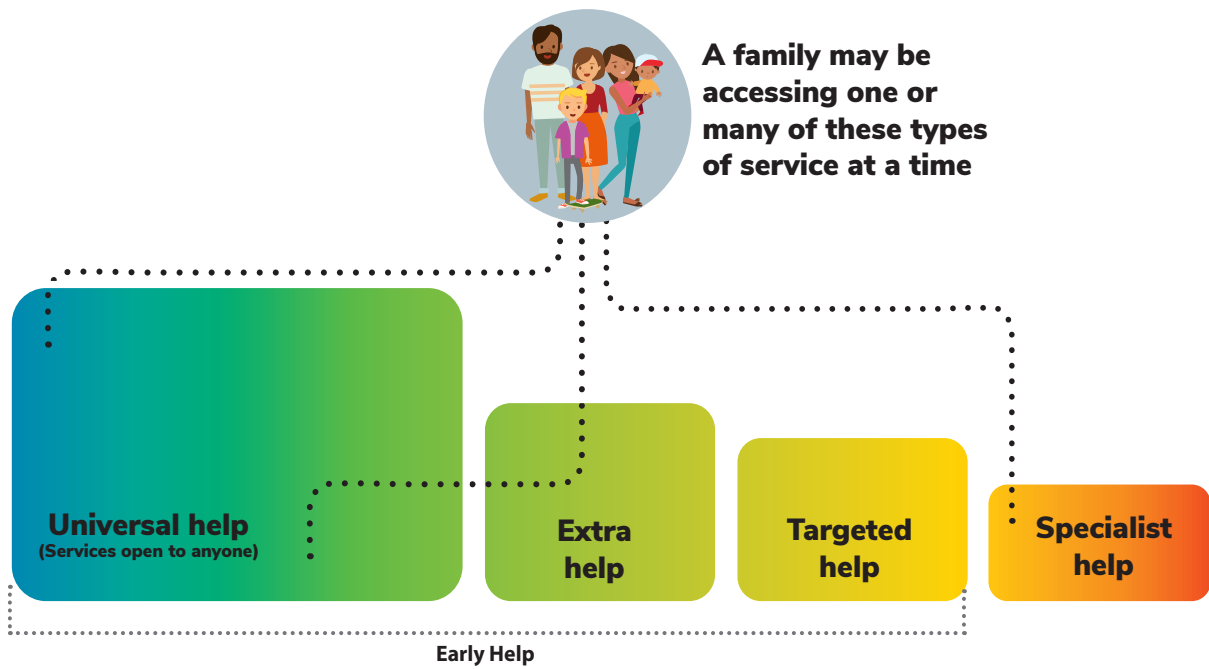 A family may be
accessing one or
many of these types
of service at a time
Universal help
(Services open to anyone)
Extra
help
Targeted
help
Specialist
help
Early Help